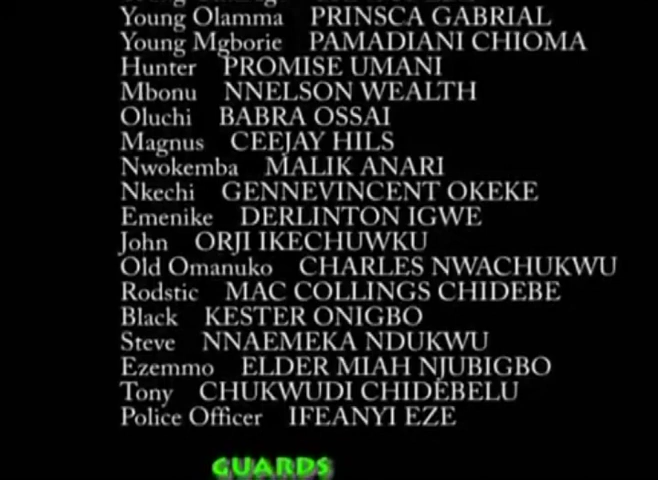 Young Olamma PRINSCA GABRIAL
Young Mgborie PAMADIANI CHIOMA
Hunter PROMISE UMANI
Mbonu NNELSON WEALTH
Oluchi BABRA OSSAI
Magnus CEEJAY HILS
Nwokemba MALIK ANARI
Nkechi GENNEVINCENT OKEKE
Emenike DERLINTON IGWE
John ORJI IKECHUWKU
Old Omanuko CHARLES NWACHUKWU
Rodstic MAC COLLINGS CHIDEBE
Black KESTER ONIGBO
Steve NNAEMEKA NDUKWU
Ezemmo ELDER MIAH NJUBIGBO
Tony CHUKWUDI CHIDEBELU
Police Officer IFEANYI EZE
GUARDS